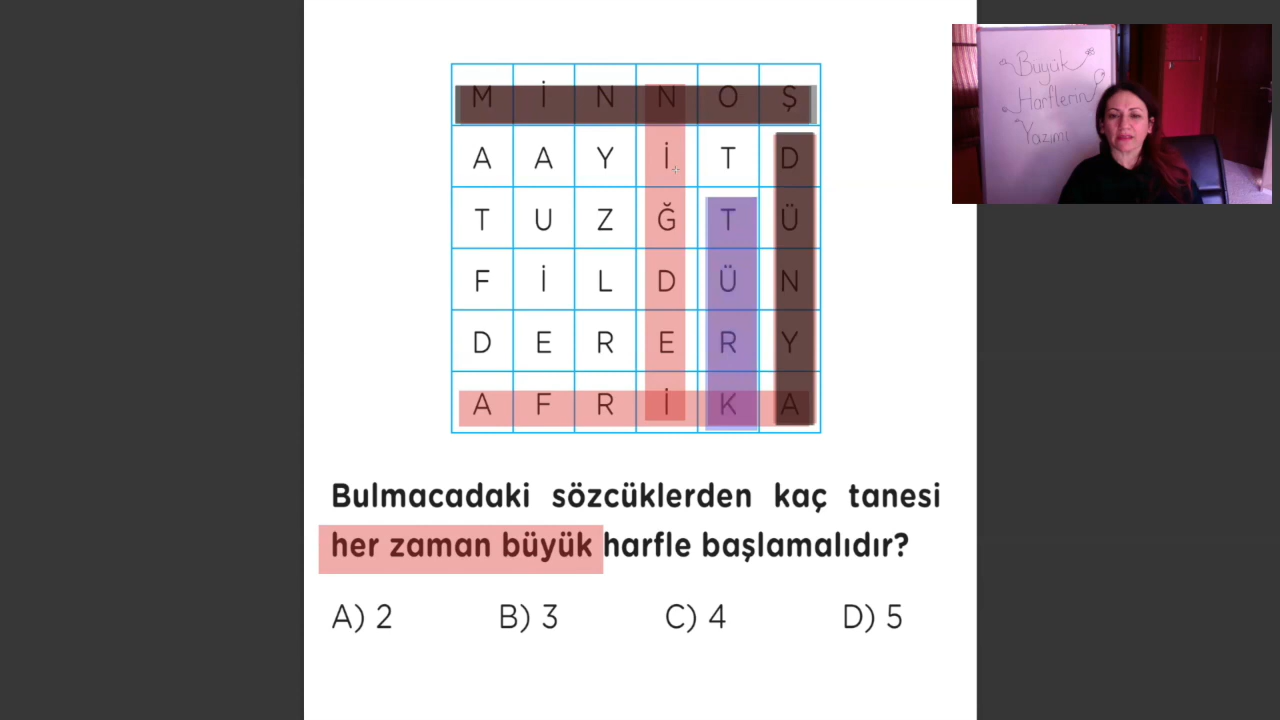 M İ N N O Ş
A A Y İ T D
T U Z Ğ T Ü
F İ L D Ü N
D E R E R Y
A F R İ K A
Bulmacadaki sözcüklerden kaç tanesi
her zaman büyük harfle başlamalıdır?
A) 2 B) 3 C) 4 D) 5
Büyük
Harflerin
Yazımı